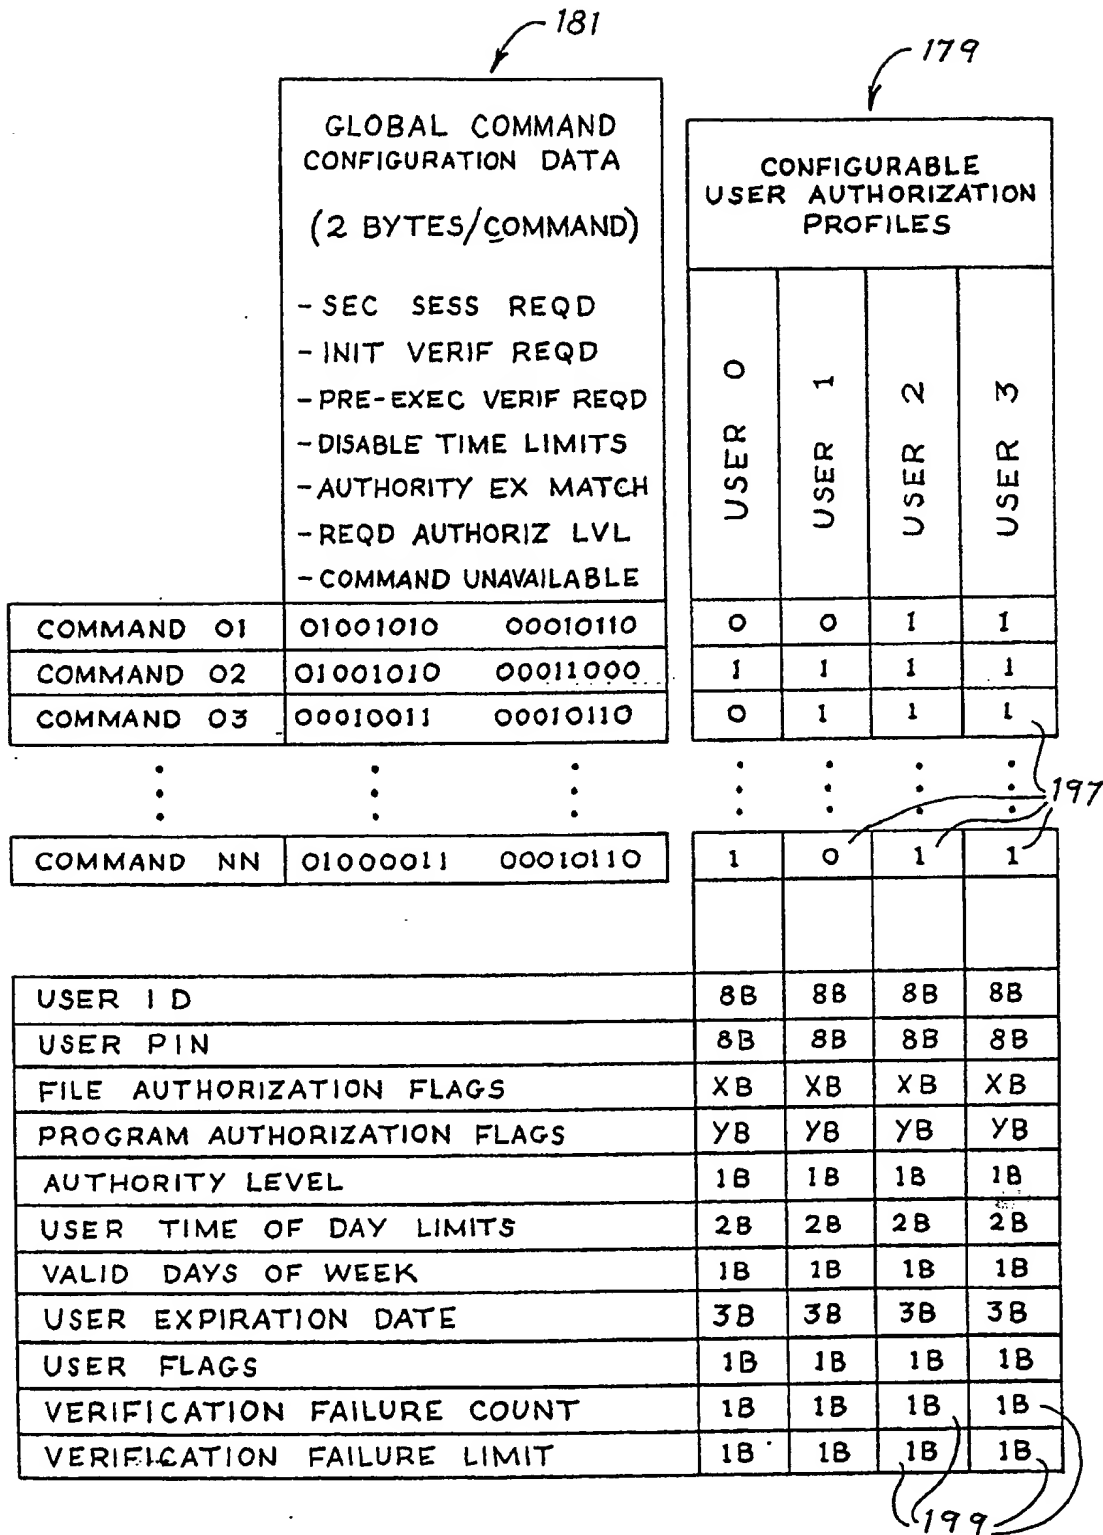 181
179
GLOBAL COMMAND
CONFIGURATION DATA
(2 BYTES/COMMAND)
- SEC SESS REQD
- INIT VERIF REQD
- PRE-EXEC VERIF REQD
- DISABLE TIME LIMITS
- AUTHORITY EX MATCH
- REQD AUTHORIZ LVL
- COMMAND UNAVAILABLE
CONFIGURABLE
USER AUTHORIZATION
PROFILES
USER 0
USER 1
USER 2
USER 3
COMMAND 01 01001010 00010110 0 0 1 1
COMMAND 02 01001010 00011000 1 1 1 1
COMMAND 03 00010011 00010110 0 1 1 1
197
COMMAND NN 01000011 00010110 1 0 1 1
USER ID 8B 8B 8B 8B
USER PIN 8B 8B 8B 8B
FILE AUTHORIZATION FLAGS XB XB XB XB
PROGRAM AUTHORIZATION FLAGS YB YB YB YB
AUTHORITY LEVEL 1B 1B 1B 1B
USER TIME OF DAY LIMITS 2B 2B 2B 2B
VALID DAYS OF WEEK 1B 1B 1B 1B
USER EXPIRATION DATE 3B 3B 3B 3B
USER FLAGS 1B 1B 1B 1B
VERIFICATION FAILURE COUNT 1B 1B 1B 1B
VERIFICATION FAILURE LIMIT 1B 1B 1B 1B
199